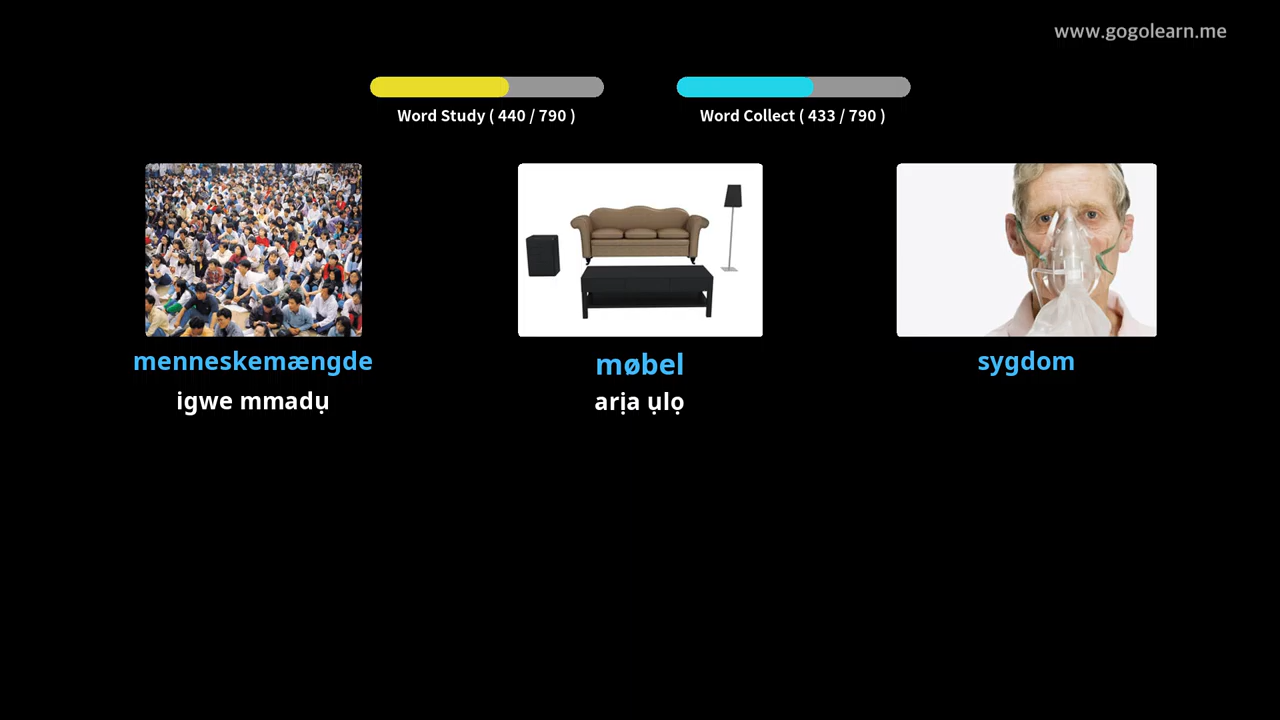 www.gogolearn.me
Word Study ( 440 / 790 )
Word Collect ( 433 / 790 )
menneskemængde
møbel
sygdom
igwe mmadụ
arịa ụlọ